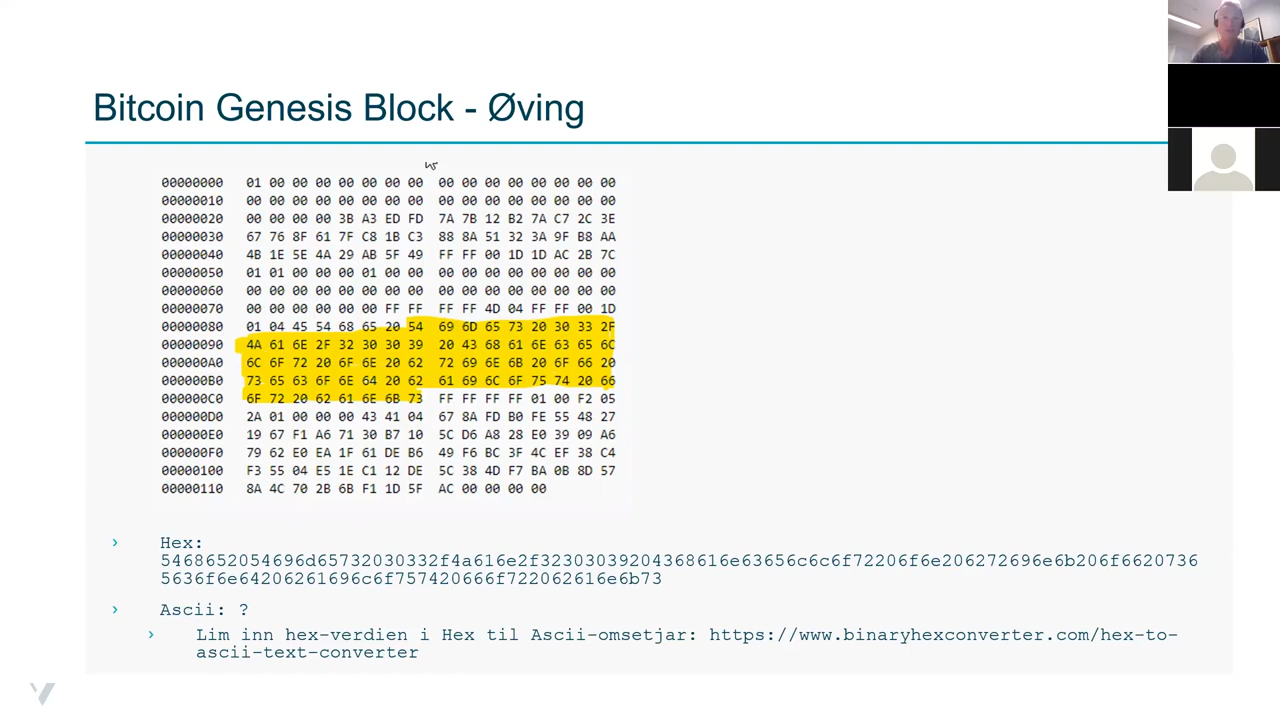 Bitcoin Genesis Block - Øving
00000000 01 00 00 00 00 00 00 00 00 00 00 00 00 00 00 00
00000010 00 00 00 00 00 00 00 00 00 00 00 00 00 00 00 00
00000020 00 00 00 00 3B A3 ED FD 7A 7B 12 B2 7A C7 2C 3E
00000030 67 76 8F 61 7F C8 1B C3 88 8A 51 32 3A 9F B8 AA
00000040 4B 1E 5E 4A 29 AB 5F 49 FF FF 00 1D 1D AC 2B 7C
00000050 01 01 00 00 00 01 00 00 00 00 00 00 00 00 00 00
00000060 00 00 00 00 00 00 00 00 00 00 00 00 00 00 00 00
00000070 00 00 00 00 00 00 FF FF FF FF 4D 04 FF FF 00 1D
00000080 01 04 45 54 68 65 20 54 69 6D 65 73 20 30 33 2F
00000090 4A 61 6E 2F 32 30 30 39 20 43 68 61 6E 63 65 6C
000000A0 6C 6F 72 20 6F 6E 20 62 72 69 6E 6B 20 6F 66 20
000000B0 73 65 63 6F 6E 64 20 62 61 69 6C 6F 75 74 20 66
000000C0 6F 72 20 62 61 6E 6B 73 FF FF FF FF 01 00 F2 05
000000D0 2A 01 00 00 00 43 41 04 67 8A FD B0 FE 55 48 27
000000E0 19 67 F1 A6 71 30 B7 10 5C D6 A8 28 E0 39 09 A6
000000F0 79 62 E0 EA 1F 61 DE B6 49 F6 BC 3F 4C EF 38 C4
00000100 F3 55 04 E5 1E C1 12 DE 5C 38 4D F7 BA 0B 8D 57
00000110 8A 4C 70 2B 6B F1 1D 5F AC 00 00 00 00
› Hex:
5468652054696d65732030332f4a616e2f32303039204368616e63656c6c6f72206f6e206272696e6b206f6620736
5636f6e64206261696c6f757420666f722062616e6b73
› Ascii: ?
› Lim inn hex-verdien i Hex til Ascii-omsetjar: https://www.binaryhexconverter.com/hex-to-
ascii-text-converter